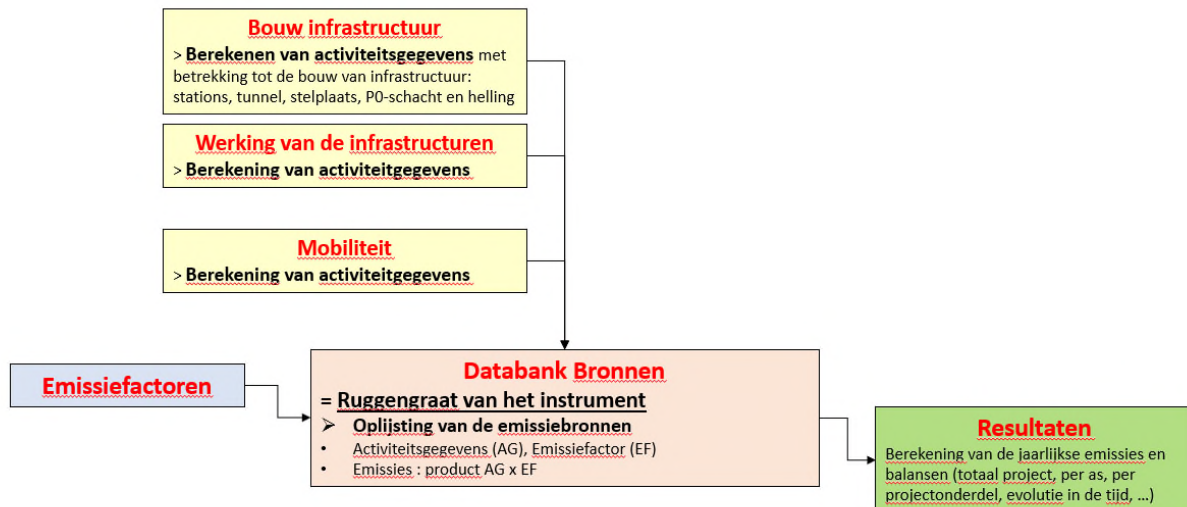 Bouw infrastructuur
> Berekenen van activiteitsgegevens met
betrekking tot de bouw van infrastructuur:
stations, tunnel, stelplaats, P0-schacht en helling
Werking van de infrastructuren
> Berekening van activiteitgegevens
Mobiliteit
> Berekening van activiteitgegevens
Emissiefactoren
Databank Bronnen
= Ruggengraat van het instrument
➢ Oplijsting van de emissiebronnen
• Activiteitsgegevens (AG), Emissiefactor (EF)
• Emissies : product AG x EF
Resultaten
Berekening van de jaarlijkse emissies en
balansen (totaal project, per as, per
projectonderdel, evolutie in de tijd, ...)